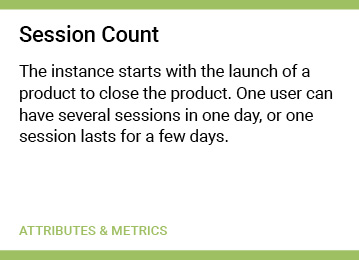 Session Count
The instance starts with the launch of a
product to close the product. One user can
have several sessions in one day, or one
session lasts for a few days.
ATTRIBUTES & METRICS